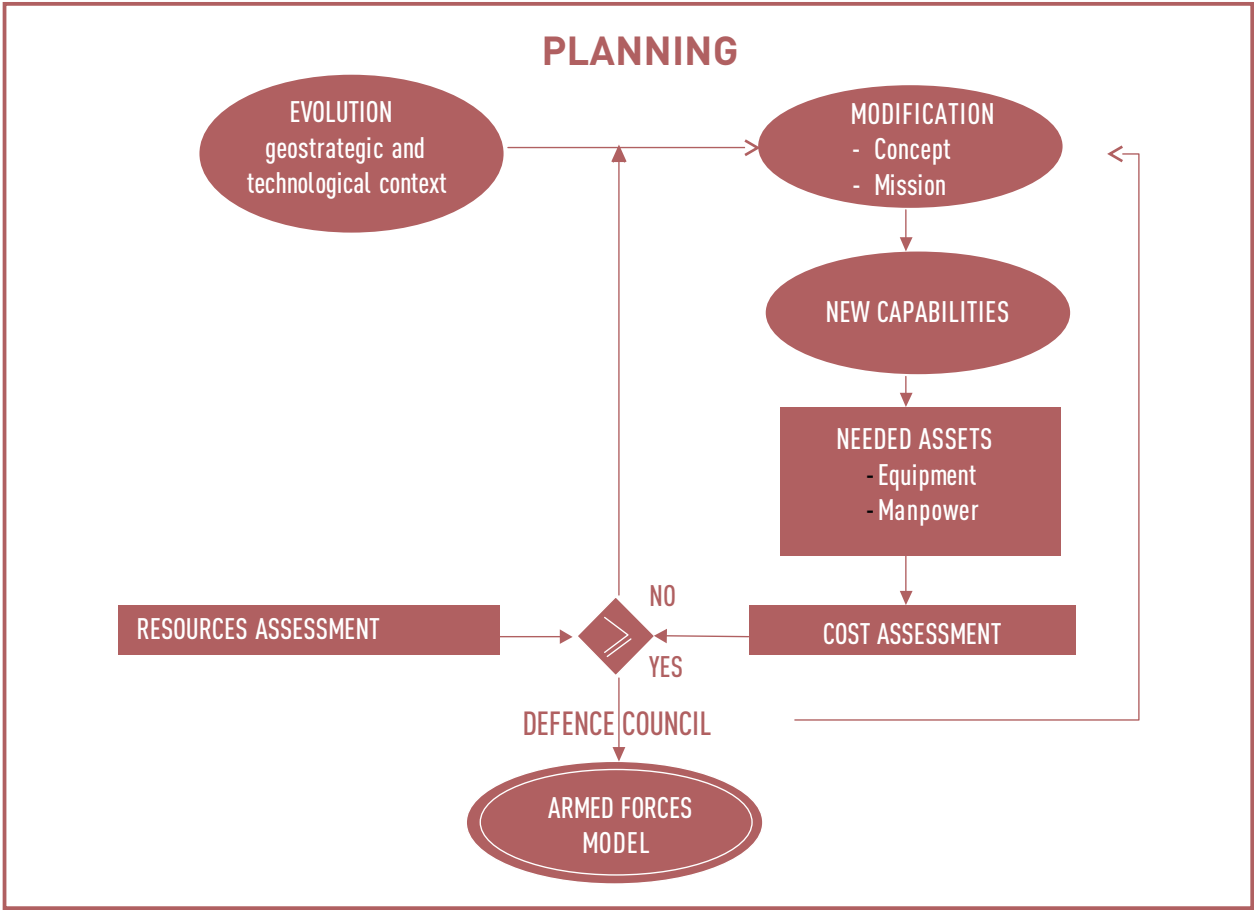 PLANNING
EVOLUTION
geostrategic and
technological context
MODIFICATION
- Concept
- Mission
NEW CAPABILITIES
NEEDED ASSETS
- Equipment
- Manpower
NO
RESOURCES ASSESSMENT
≥
COST ASSESSMENT
YES
DEFENCE COUNCIL
ARMED FORCES
MODEL